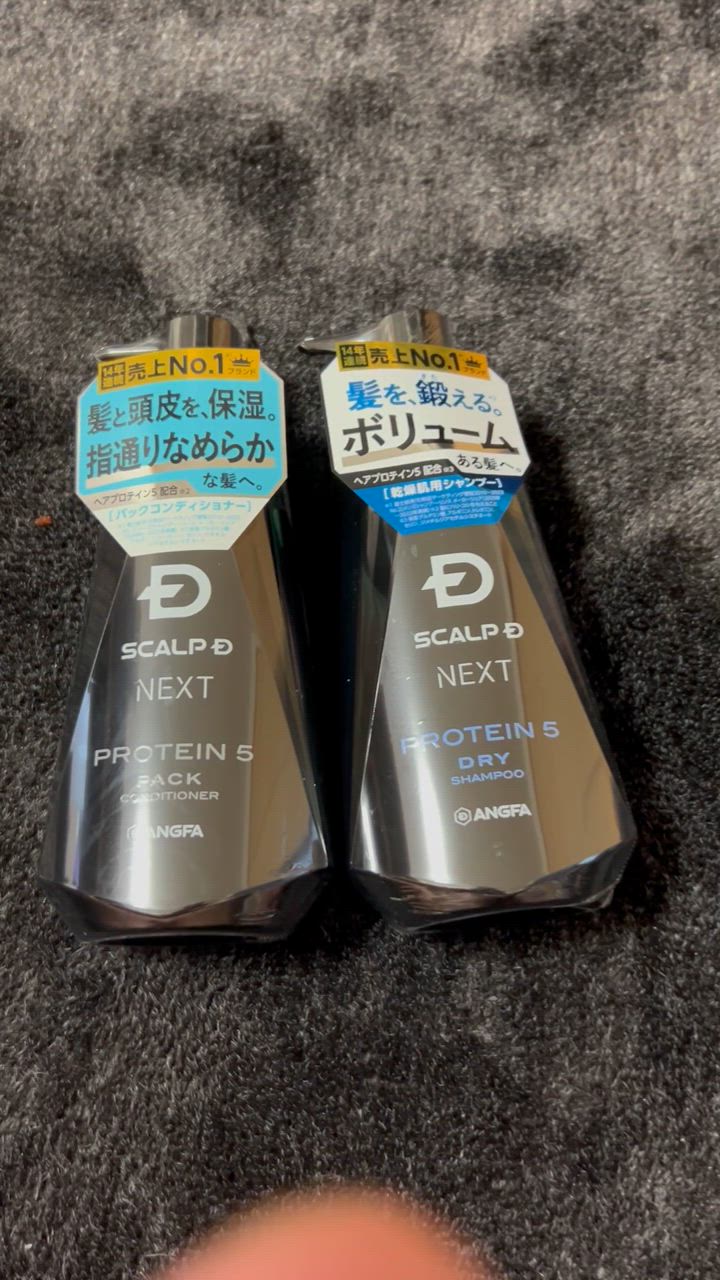 14年
連続
売上No.1
ブランド
髪と頭皮を、保湿。
指通りなめらか
な髪へ。
ヘアプロテイン5 配合※2
[パックコンディショナー]
Ð
SCALP Ð
NEXT
PROTEIN 5
PACK
CONDITIONER
ANGFA
14年
連続
売上No.1
ブランド
髪を、鍛える。
ボリューム
ある髪へ。
ヘアプロテイン5 配合※3
[乾燥肌用シャンプー]
Ð
SCALP Ð
NEXT
PROTEIN 5
DRY
SHAMPOO
ANGFA